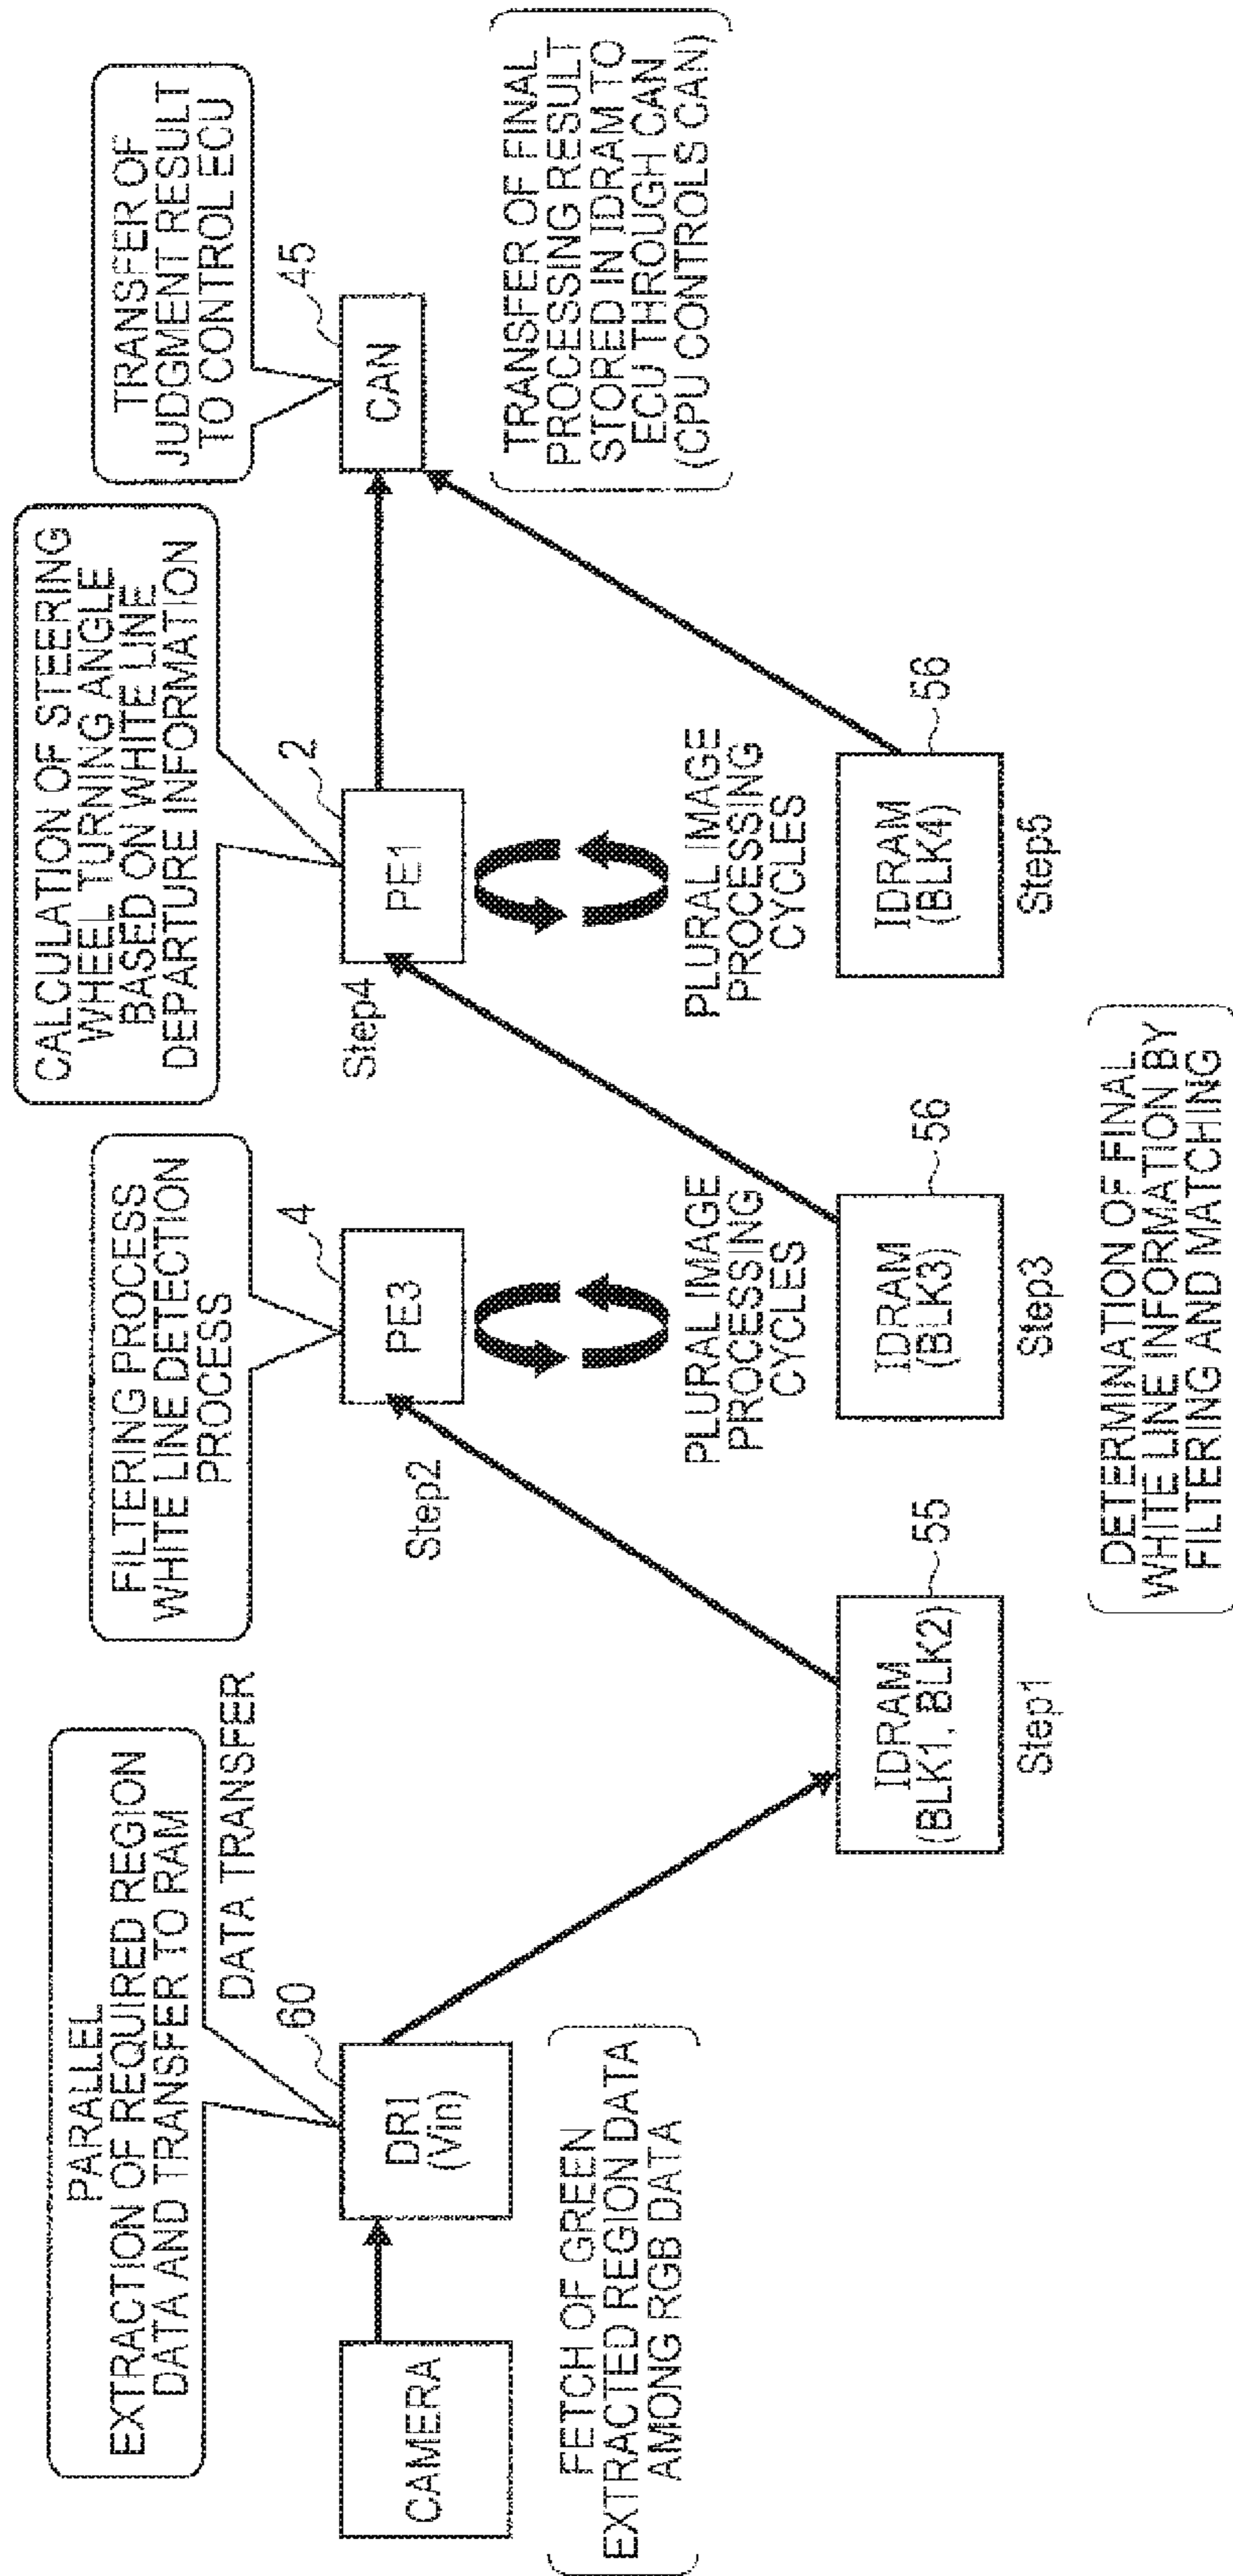 PARALLEL
EXTRACTION OF REQUIRED REGION
DATA AND TRANSFER TO RAM
DATA TRANSFER
60
CAMERA
DRI
(Vin)
FETCH OF GREEN
EXTRACTED REGION DATA
AMONG RGB DATA
IDRAM
(BLK1, BLK2)
55
Step1
FILTERING PROCESS
WHITE LINE DETECTION
PROCESS
4
Step2
PE3
PLURAL IMAGE
PROCESSING
CYCLES
IDRAM
(BLK3)
56
Step3
DETERMINATION OF FINAL
WHITE LINE INFORMATION BY
FILTERING AND MATCHING
CALCULATION OF STEERING
WHEEL TURNING ANGLE
BASED ON WHITE LINE
DEPARTURE INFORMATION
2
Step4
PE1
PLURAL IMAGE
PROCESSING
CYCLES
IDRAM
(BLK4)
56
Step5
TRANSFER OF
JUDGMENT RESULT
TO CONTROL ECU
45
CAN
TRANSFER OF FINAL
PROCESSING RESULT
STORED IN IDRAM TO
ECU THROUGH CAN
(CPU CONTROLS CAN)